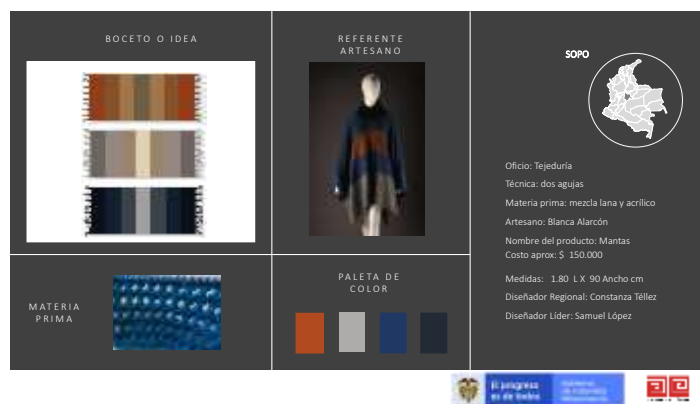 BOCETO O IDEA
REFERENTE
ARTESANO
SOPO
Oficio: Tejeduría
Técnica: dos agujas
Materia prima: mezcla lana y acrílico
Artesano: Blanca Alarcón
Nombre del producto: Mantas
Costo aprox: $ 150.000
Medidas: 1.80 L X 90 Ancho cm
Diseñador Regional: Constanza Téllez
Diseñador Líder: Samuel López
MATERIA
PRIMA
PALETA DE
COLOR
El progreso
es de todos